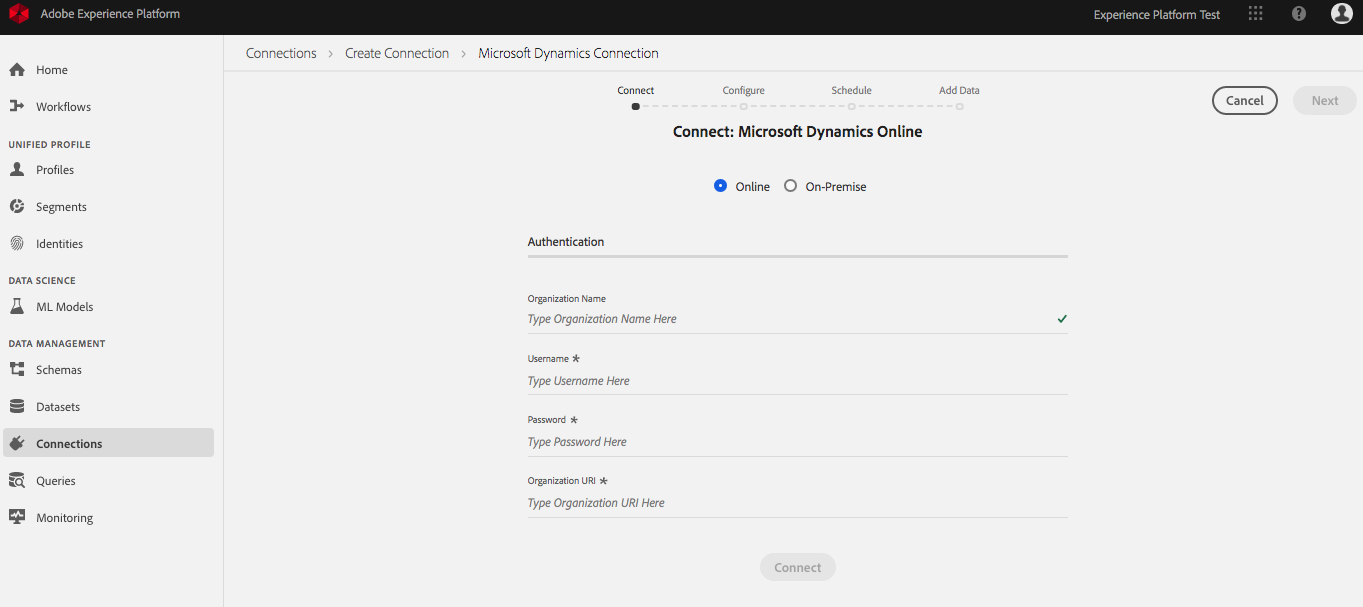 Adobe Experience Platform
Experience Platform Test
Home
Workflows
UNIFIED PROFILE
Profiles
Segments
Identities
DATA SCIENCE
ML Models
DATA MANAGEMENT
Schemas
Datasets
Connections
Queries
Monitoring
Connections > Create Connection > Microsoft Dynamics Connection
Connect Configure Schedule Add Data
Cancel Next
Connect: Microsoft Dynamics Online
Online On-Premise
Authentication
Organization Name
Type Organization Name Here
Username *
Type Username Here
Password *
Type Password Here
Organization URI *
Type Organization URI Here
Connect